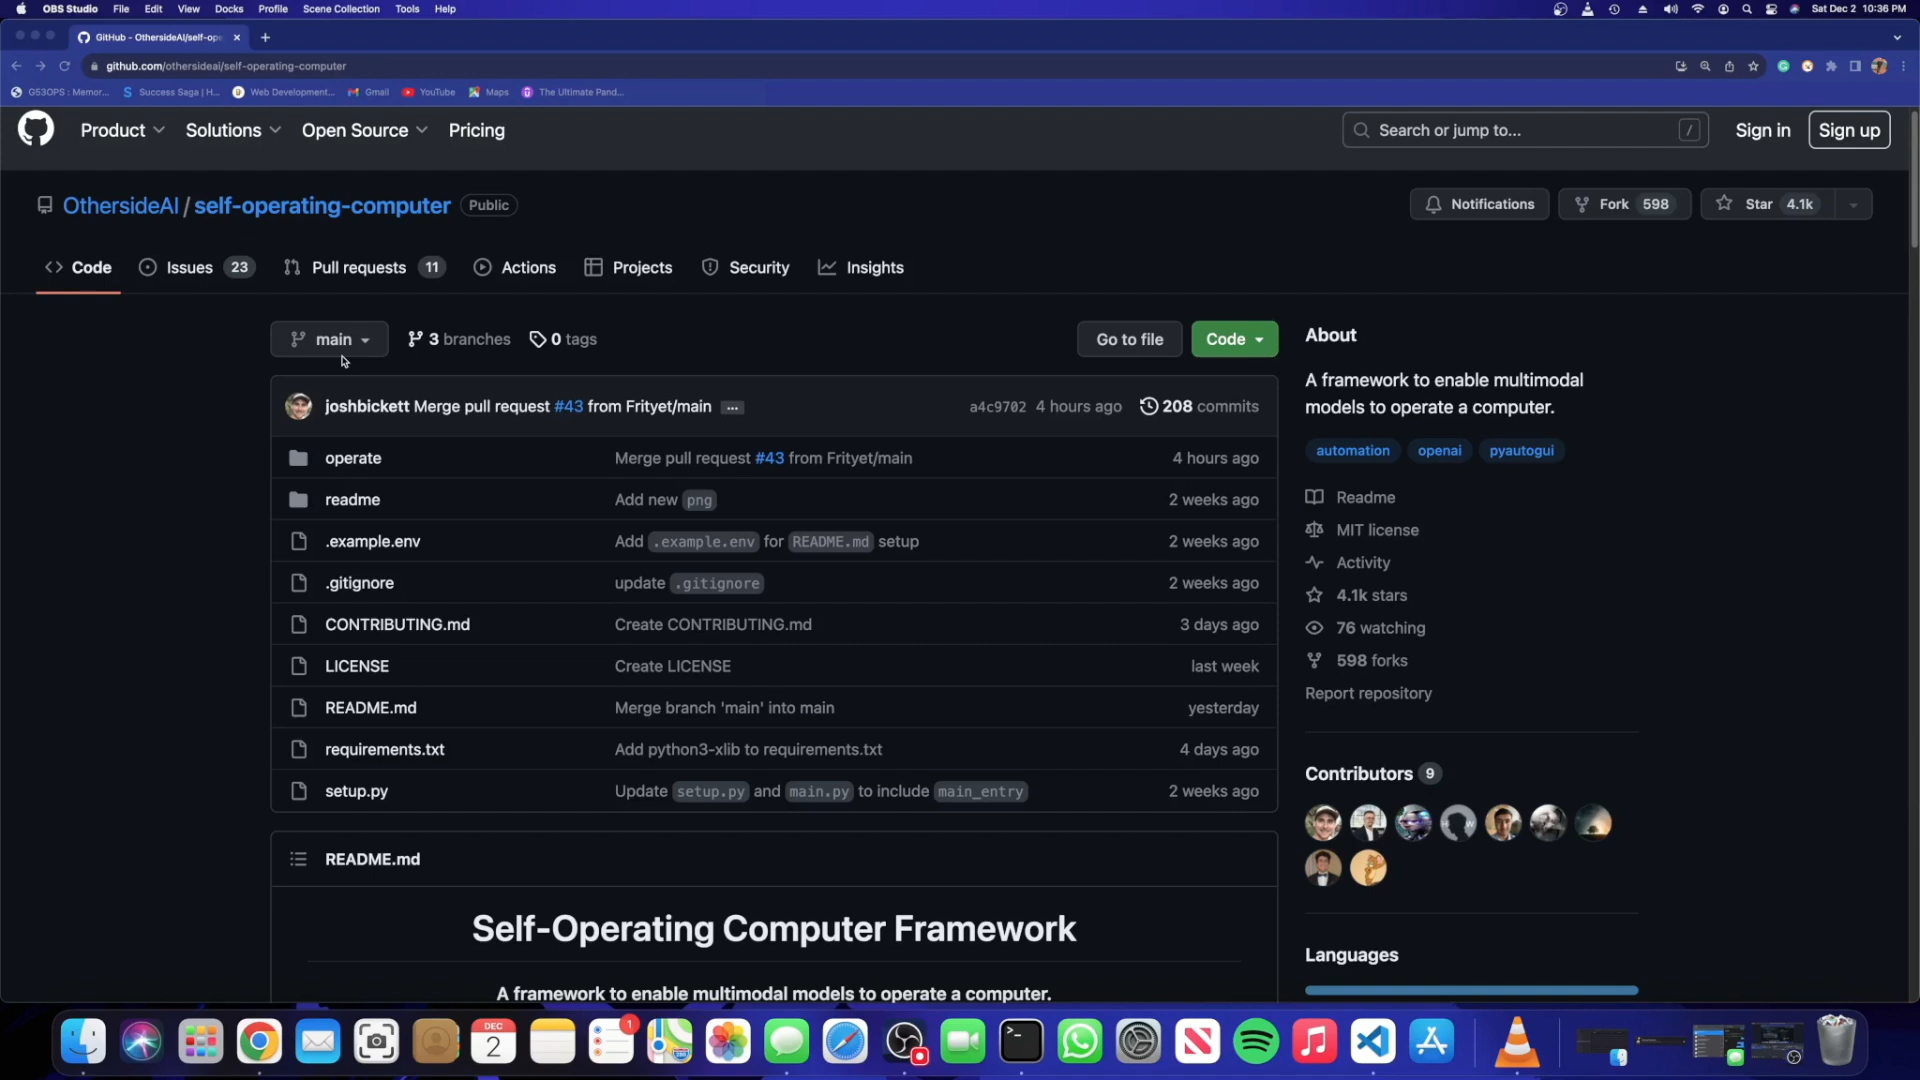 OBS Studio File Edit View Docks Profile Scene Collection Tools Help Sat Dec 2 10:36 PM
GitHub - OthersideAI/self-ope
github.com/othersideai/self-operating-computer
G53OPS : Memor... Success Saga | H... Web Development... Gmail YouTube Maps The Ultimate Pand...
Product Solutions Open Source Pricing Search or jump to... / Sign in Sign up
OthersideAI / self-operating-computer Public Notifications Fork 598 Star 4.1k
Code Issues 23 Pull requests 11 Actions Projects Security Insights
main 3 branches 0 tags Go to file Code
joshbickett Merge pull request #43 from Frityet/main ... a4c9702 4 hours ago 208 commits
operate Merge pull request #43 from Frityet/main 4 hours ago
readme Add new png 2 weeks ago
.example.env Add .example.env for README.md setup 2 weeks ago
.gitignore update .gitignore 2 weeks ago
CONTRIBUTING.md Create CONTRIBUTING.md 3 days ago
LICENSE Create LICENSE last week
README.md Merge branch 'main' into main yesterday
requirements.txt Add python3-xlib to requirements.txt 4 days ago
setup.py Update setup.py and main.py to include main_entry 2 weeks ago
README.md
Self-Operating Computer Framework
A framework to enable multimodal models to operate a computer.
About
A framework to enable multimodal
models to operate a computer.
automation openai pyautogui
Readme
MIT license
Activity
4.1k stars
76 watching
598 forks
Report repository
Contributors 9
Languages
DEC
2
1
280